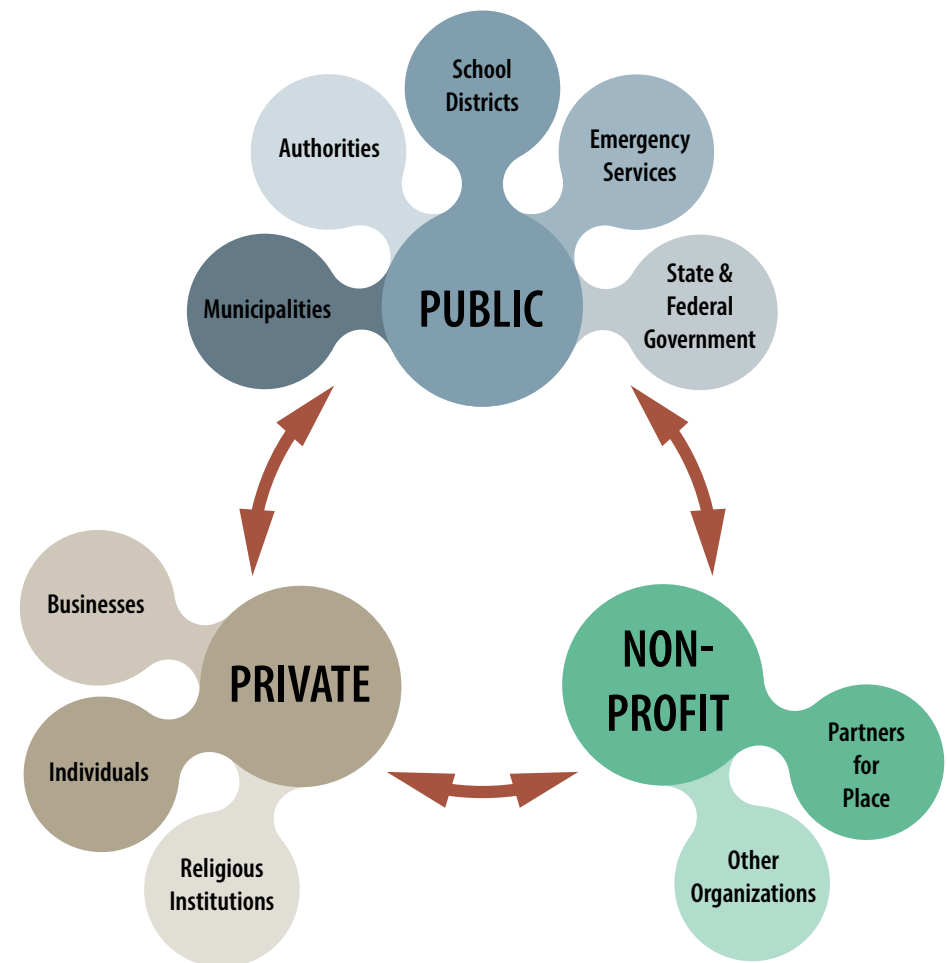 School
Districts
Authorities
Emergency
Services
Municipalities
PUBLIC
State &
Federal
Government
Businesses
PRIVATE
Individuals
Religious
Institutions
NON-
PROFIT
Partners
for
Place
Other
Organizations